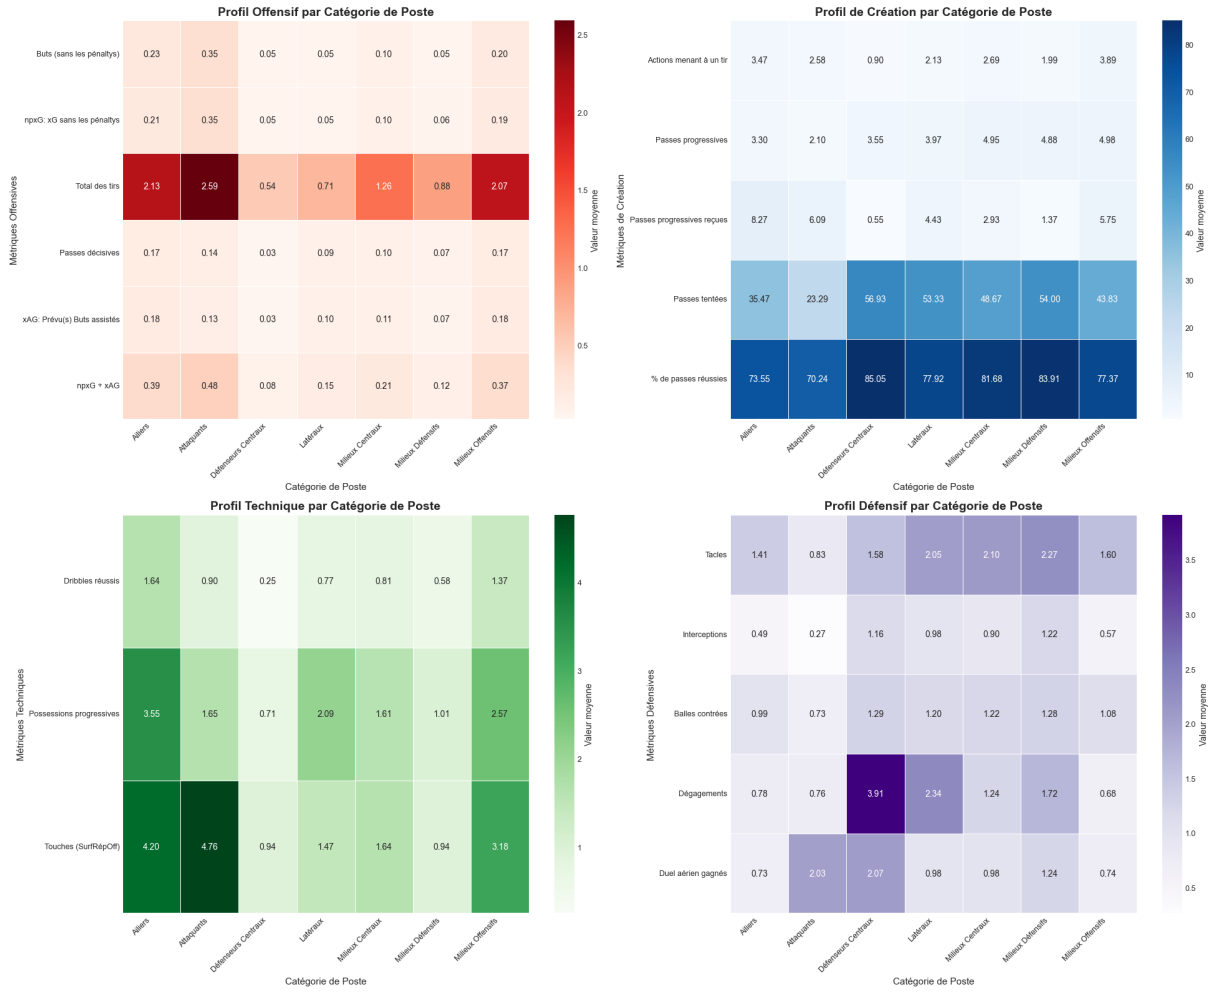 Profil Offensif par Catégorie de Poste
Métriques Offensives
Buts (sans les pénaltys) 0.23 0.35 0.05 0.05 0.10 0.05 0.20
npxG: xG sans les pénaltys 0.21 0.35 0.05 0.05 0.10 0.06 0.19
Total des tirs 2.13 2.59 0.54 0.71 1.26 0.88 2.07
Passes décisives 0.17 0.14 0.03 0.09 0.10 0.07 0.17
xAG: Prévu(s) Buts assistés 0.18 0.13 0.03 0.10 0.11 0.07 0.18
npxG + xAG 0.39 0.48 0.08 0.15 0.21 0.12 0.37
Ailiers Attaquants Défenseurs Centraux Latéraux Milieux Centraux Milieux Défensifs Milieux Offensifs
Catégorie de Poste
2.5
2.0
1.5
1.0
0.5
Valeur moyenne
Profil de Création par Catégorie de Poste
Métriques de Création
Actions menant à un tir 3.47 2.58 0.90 2.13 2.69 1.99 3.89
Passes progressives 3.30 2.10 3.55 3.97 4.95 4.88 4.98
Passes progressives reçues 8.27 6.09 0.55 4.43 2.93 1.37 5.75
Passes tentées 35.47 23.29 56.93 53.33 48.67 54.00 43.83
% de passes réussies 73.55 70.24 85.05 77.92 81.68 83.91 77.37
Ailiers Attaquants Défenseurs Centraux Latéraux Milieux Centraux Milieux Défensifs Milieux Offensifs
Catégorie de Poste
80
70
60
50
40
30
20
10
Valeur moyenne
Profil Technique par Catégorie de Poste
Métriques Techniques
Dribbles réussis 1.64 0.90 0.25 0.77 0.81 0.58 1.37
Possessions progressives 3.55 1.65 0.71 2.09 1.61 1.01 2.57
Touches (SurfRépOff) 4.20 4.76 0.94 1.47 1.64 0.94 3.18
Ailiers Attaquants Défenseurs Centraux Latéraux Milieux Centraux Milieux Défensifs Milieux Offensifs
Catégorie de Poste
4
3
2
1
Valeur moyenne
Profil Défensif par Catégorie de Poste
Métriques Défensives
Tacles 1.41 0.83 1.58 2.05 2.10 2.27 1.60
Interceptions 0.49 0.27 1.16 0.98 0.90 1.22 0.57
Balles contrées 0.99 0.73 1.29 1.20 1.22 1.28 1.08
Dégagements 0.78 0.76 3.91 2.34 1.24 1.72 0.68
Duel aérien gagnés 0.73 2.03 2.07 0.98 0.98 1.24 0.74
Ailiers Attaquants Défenseurs Centraux Latéraux Milieux Centraux Milieux Défensifs Milieux Offensifs
Catégorie de Poste
3.5
3.0
2.5
2.0
1.5
1.0
0.5
Valeur moyenne